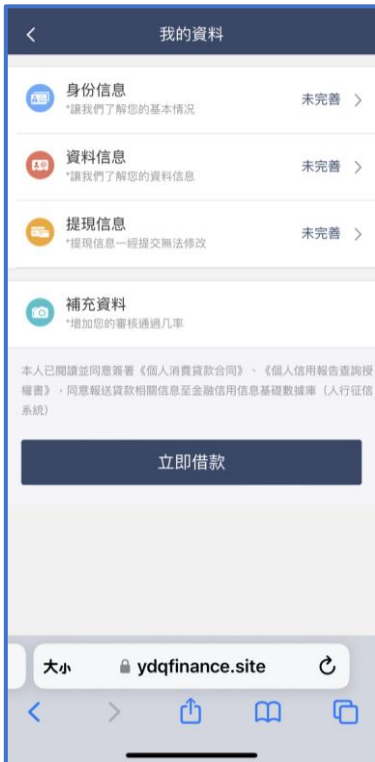 我的資料
身份信息
*讓我們了解您的基本情况
未完善
資料信息
*讓我們了解您的資料信息
未完善
提現信息
*提現信息一經提交無法修改
未完善
補充資料
*增加您的審核通過几率
本人已閱讀並同意簽署《個人消費貸款合同》、《個人信用報告查詢授
權書》，同意報送貸款相關信息至金融信用信息基礎數據庫（人行征信
系統）
立即借款
大小 ydqfinance.site